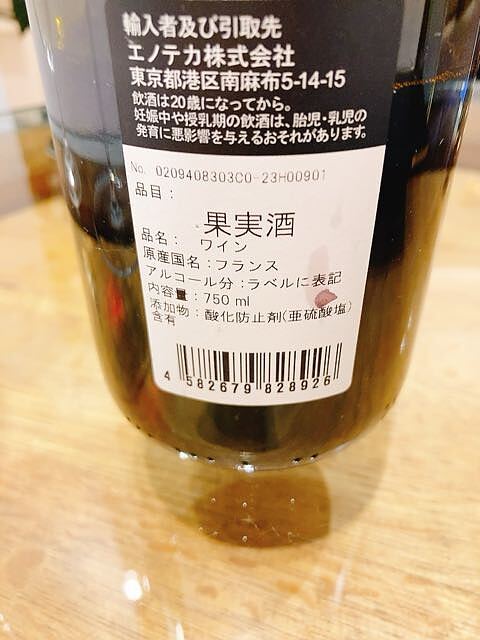 輸入者及び引取先
エノテカ株式会社
東京都港区南麻布5-14-15
飲酒は20歳になってから。
妊娠中や授乳期の飲酒は、胎児・乳児の
発育に悪影響を与えるおそれがあります。
No. 0209408303C0-23H00901
品目：
果実酒
品名： ワイン
原産国名：フランス
アルコール分：ラベルに表記
内容量：750 ml
添加物：酸化防止剤(亜硫酸塩)
含有
4 582679 828926